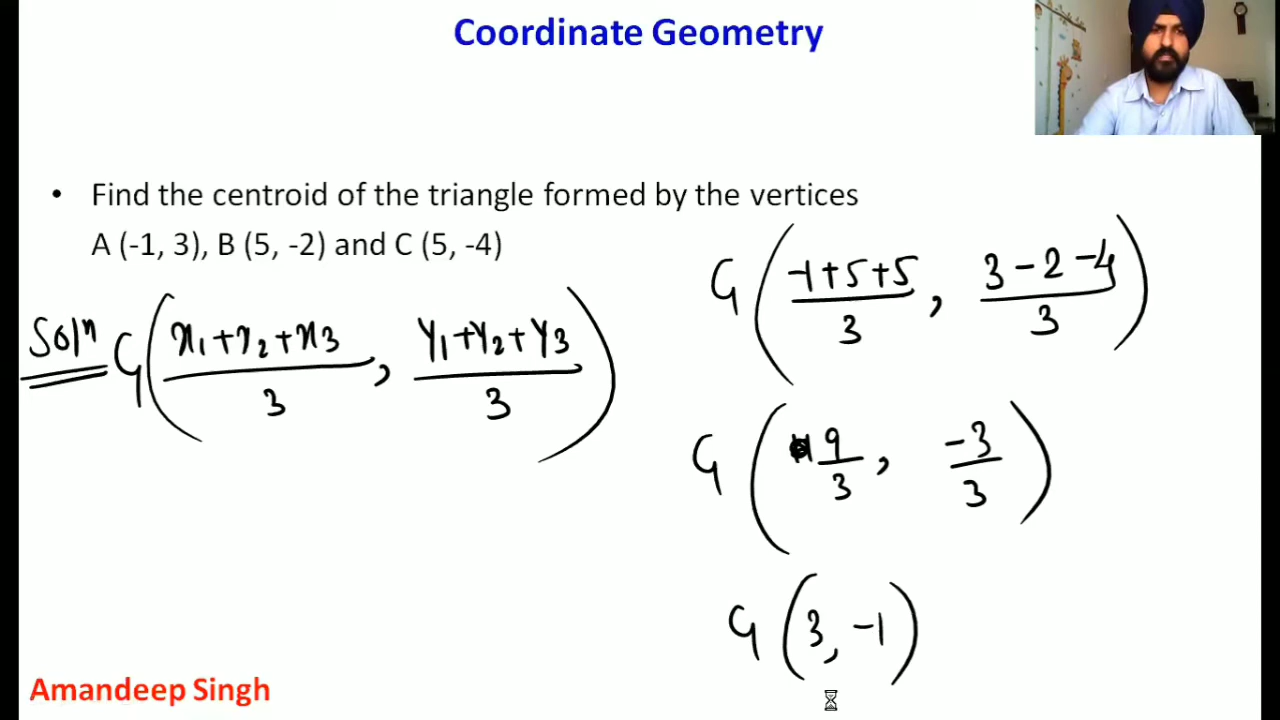 Coordinate Geometry
• Find the centroid of the triangle formed by the vertices
A (-1, 3), B (5, -2) and C (5, -4)
Solⁿ G(x₁+x₂+x₃/3, y₁+y₂+y₃/3)
G(-1+5+5/3, 3-2-4/3)
G(9/3, -3/3)
G(3, -1)
Amandeep Singh